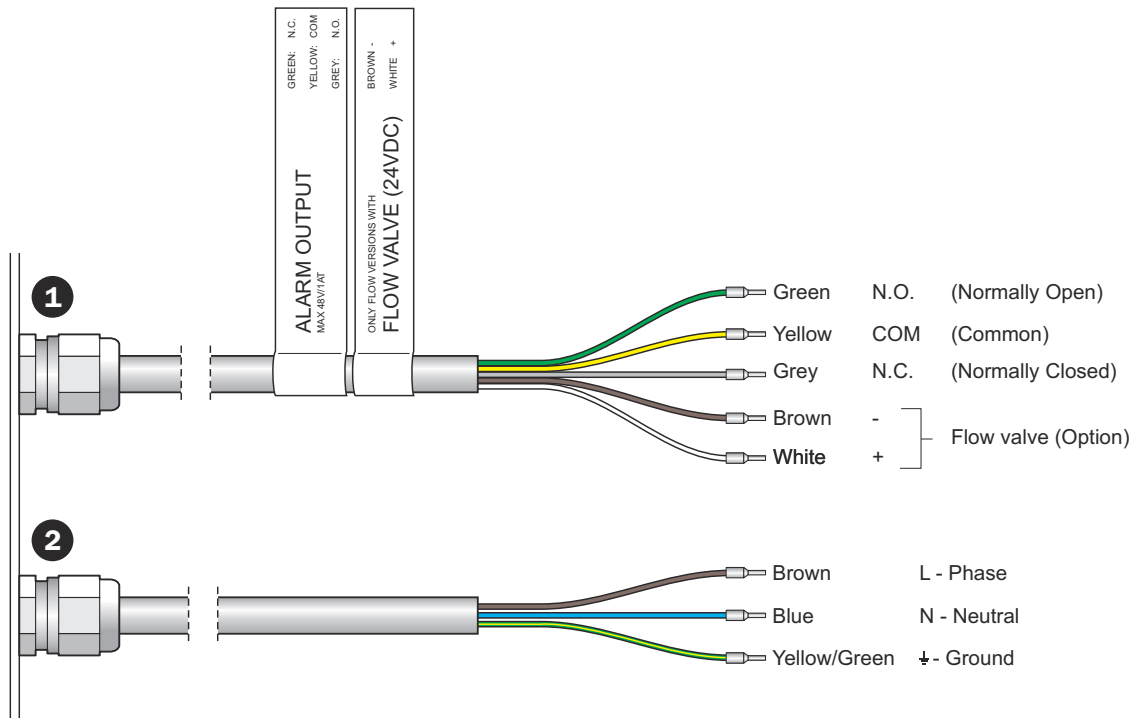 GREEN: N.C.
YELLOW: COM
GREY: N.O.
ALARM OUTPUT
MAX 48V/1AT
BROWN -
WHITE +
ONLY FLOW VERSIONS WITH
FLOW VALVE (24VDC)
1
Green N.O. (Normally Open)
Yellow COM (Common)
Grey N.C. (Normally Closed)
Brown -
White +
Flow valve (Option)
2
Brown L - Phase
Blue N - Neutral
Yellow/Green ⏚ - Ground